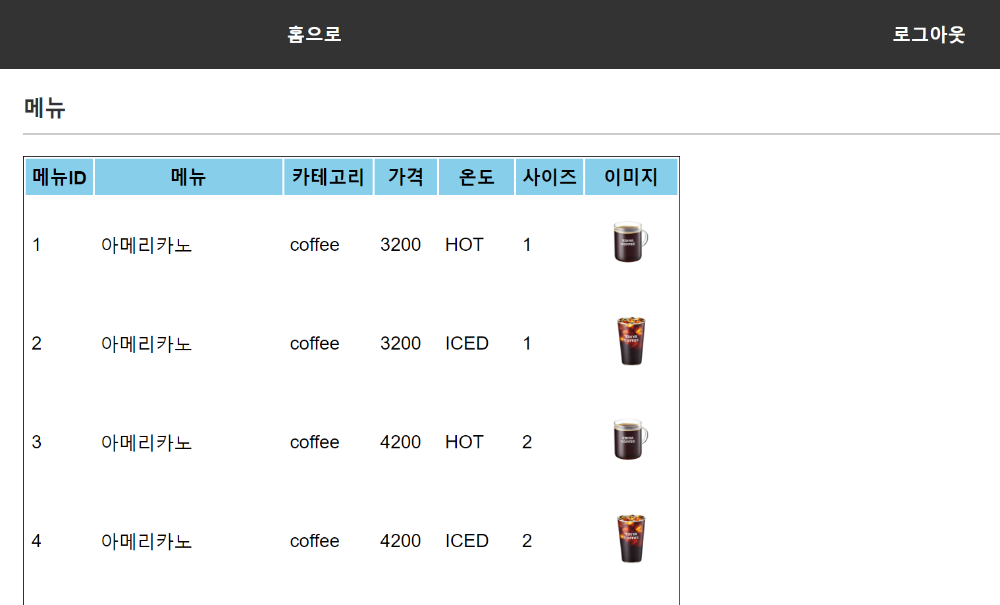 홈으로 로그아웃
메뉴
메뉴ID 메뉴 카테고리 가격 온도 사이즈 이미지
1 아메리카노 coffee 3200 HOT 1
EDIYA
COFFEE
2 아메리카노 coffee 3200 ICED 1
EDIYA
COFFEE
3 아메리카노 coffee 4200 HOT 2
EDIYA
COFFEE
4 아메리카노 coffee 4200 ICED 2
EDIYA
COFFEE